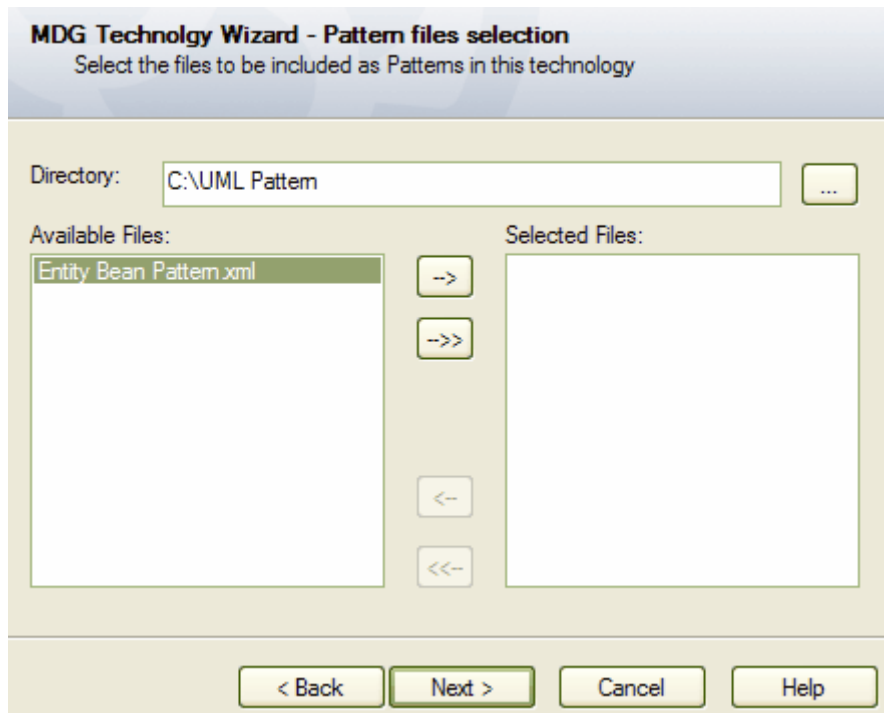 MDG Technolgy Wizard - Pattern files selection
Select the files to be included as Patterns in this technology
Directory:
C:\UML Pattern
...
Available Files:
Selected Files:
Entity Bean Pattern.xml
-->
-->>
<--
<<--
< Back
Next >
Cancel
Help